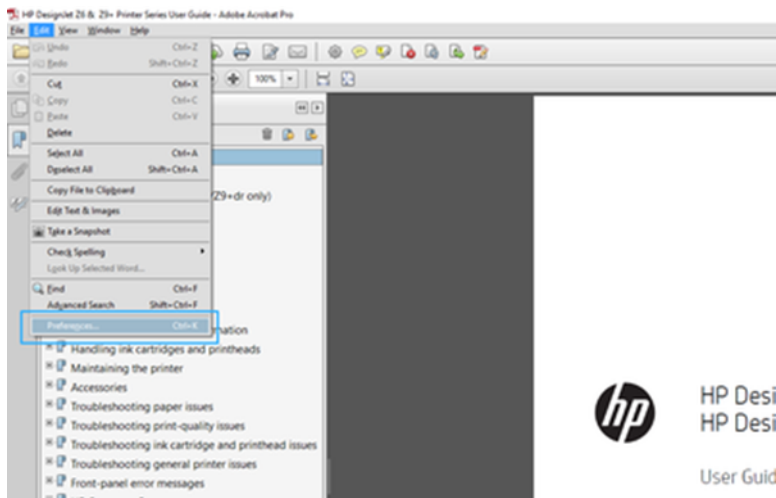 HP DesignJet Z6 & Z9+ Printer Series User Guide - Adobe Acrobat Pro
File Edit View Window Help
Undo Ctrl+Z
Redo Shift+Ctrl+Z
100%
Cut Ctrl+X
Copy Ctrl+C
Paste Ctrl+V
Delete
Select All Ctrl+A
Deselect All Shift+Ctrl+A
Copy File to Clipboard
(Z9+dr only)
Edit Text & Images
Take a Snapshot
Check Spelling
Look Up Selected Word...
Find Ctrl+F
Advanced Search Shift+Ctrl+F
Preferences... Ctrl+K
mation
Handling ink cartridges and printheads
Maintaining the printer
Accessories
Troubleshooting paper issues
Troubleshooting print-quality issues
Troubleshooting ink cartridge and printhead issues
Troubleshooting general printer issues
Front-panel error messages
hp
HP Desi
HP Desi
User Guid